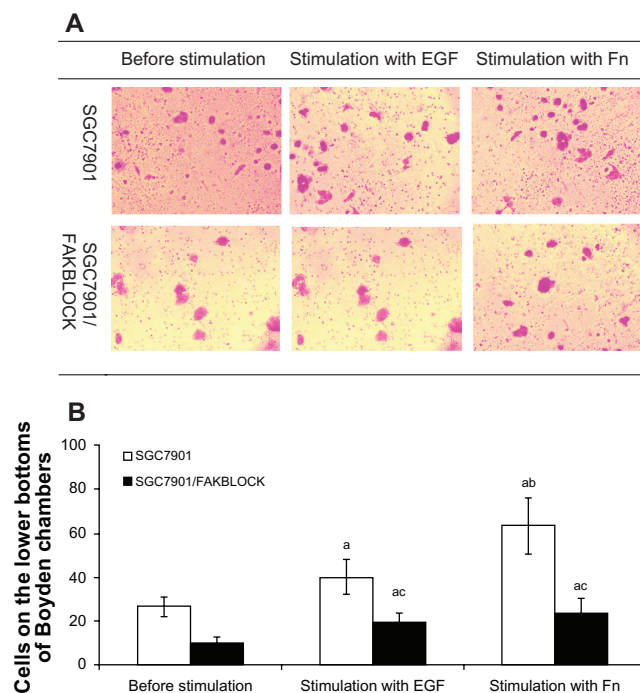 A
Before stimulation
Stimulation with EGF
Stimulation with Fn
SGC7901
SGC7901/
FAKBLOCK
B
Cells on the lower bottoms
of Boyden chambers
100
80
60
40
20
0
SGC7901
SGC7901/FAKBLOCK
a
ac
ab
ac
Before stimulation
Stimulation with EGF
Stimulation with Fn